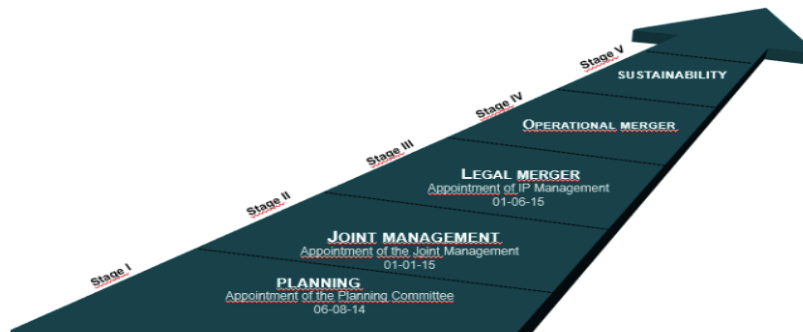 Stage V
SUSTAINABILITY
Stage IV
OPERATIONAL MERGER
Stage III
LEGAL MERGER
Appointment of IP Management
01-06-15
Stage II
JOINT MANAGEMENT
Appointment of the Joint Management
01-01-15
Stage I
PLANNING
Appointment of the Planning Committee
06-08-14